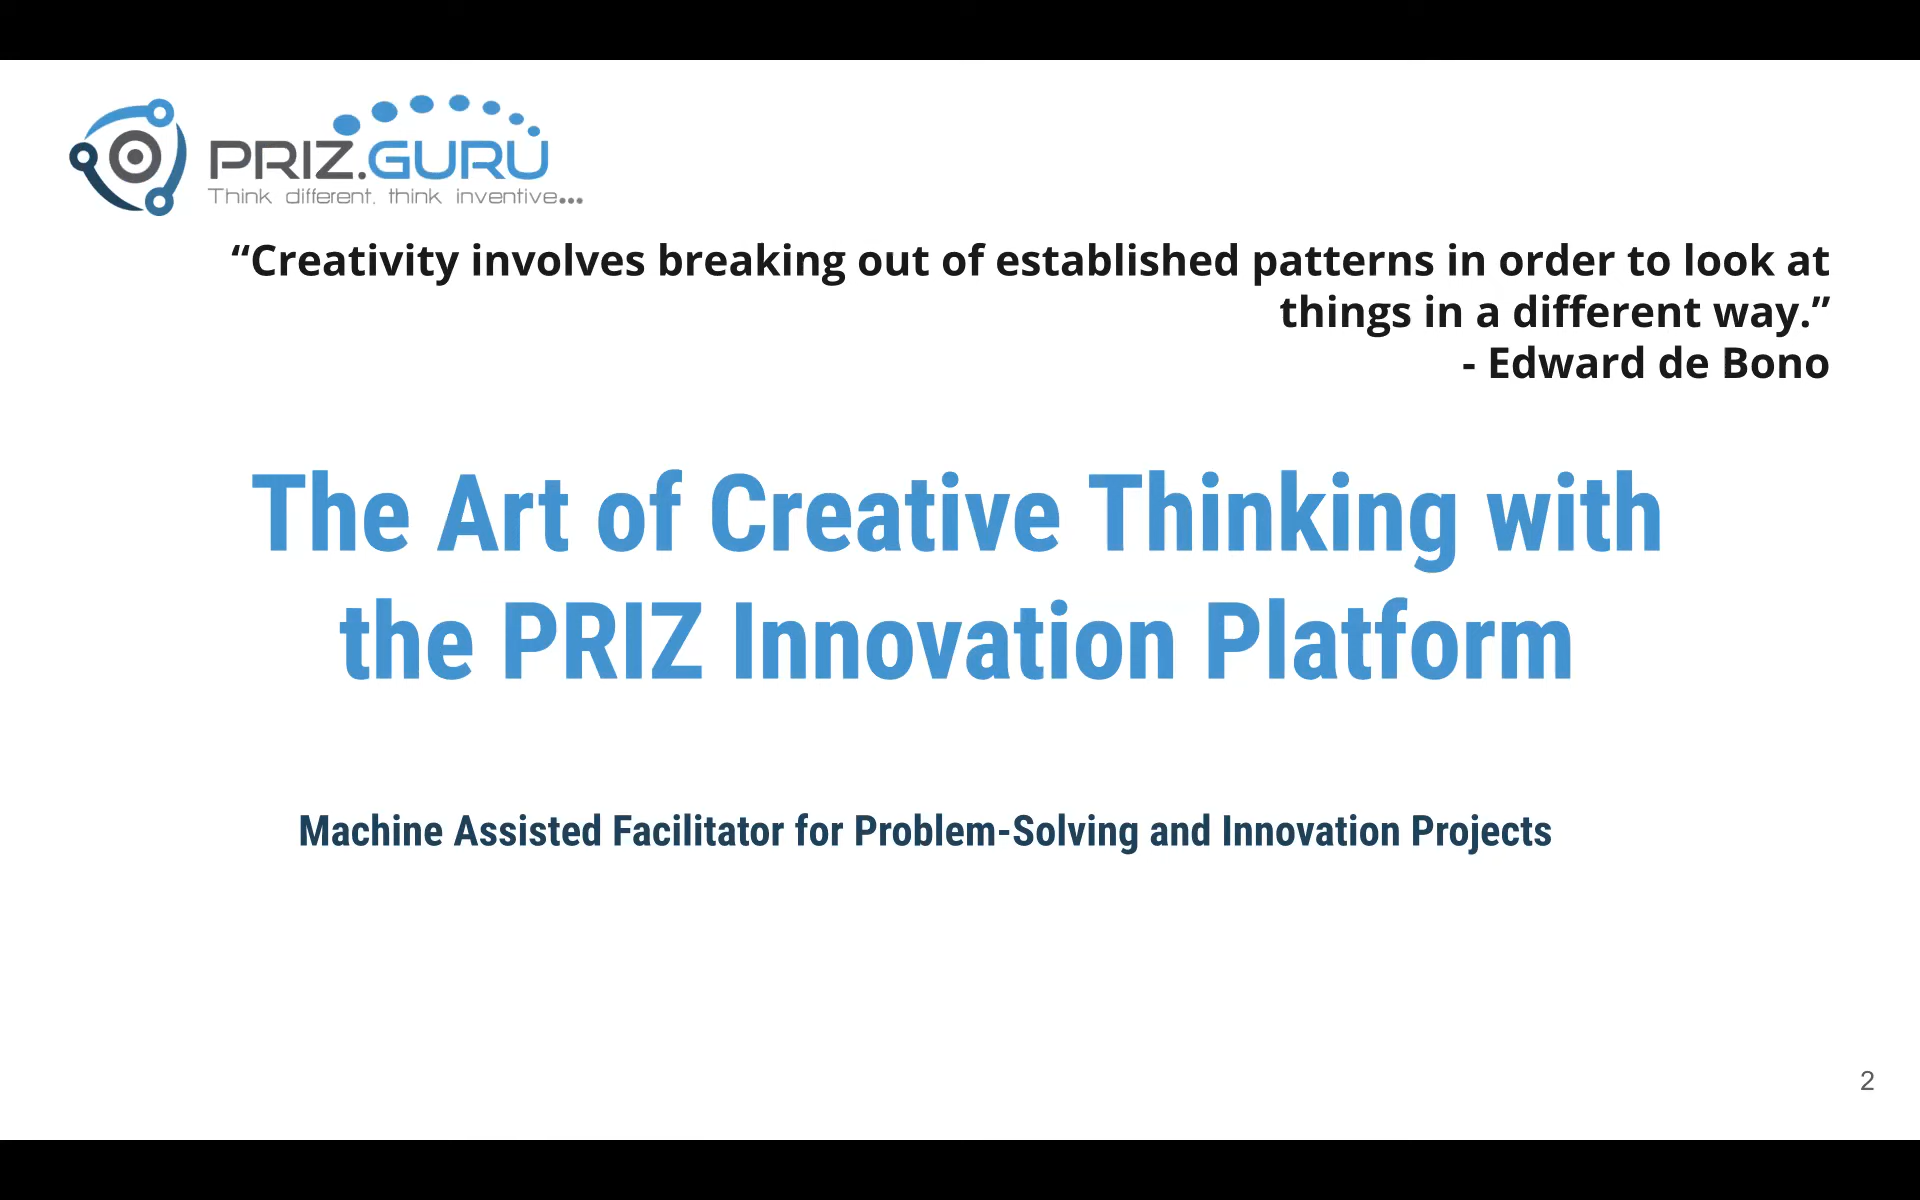 PRIZ.GURU
Think different, think inventive...
“Creativity involves breaking out of established patterns in order to look at
things in a different way.”
- Edward de Bono
The Art of Creative Thinking with
the PRIZ Innovation Platform
Machine Assisted Facilitator for Problem-Solving and Innovation Projects
2